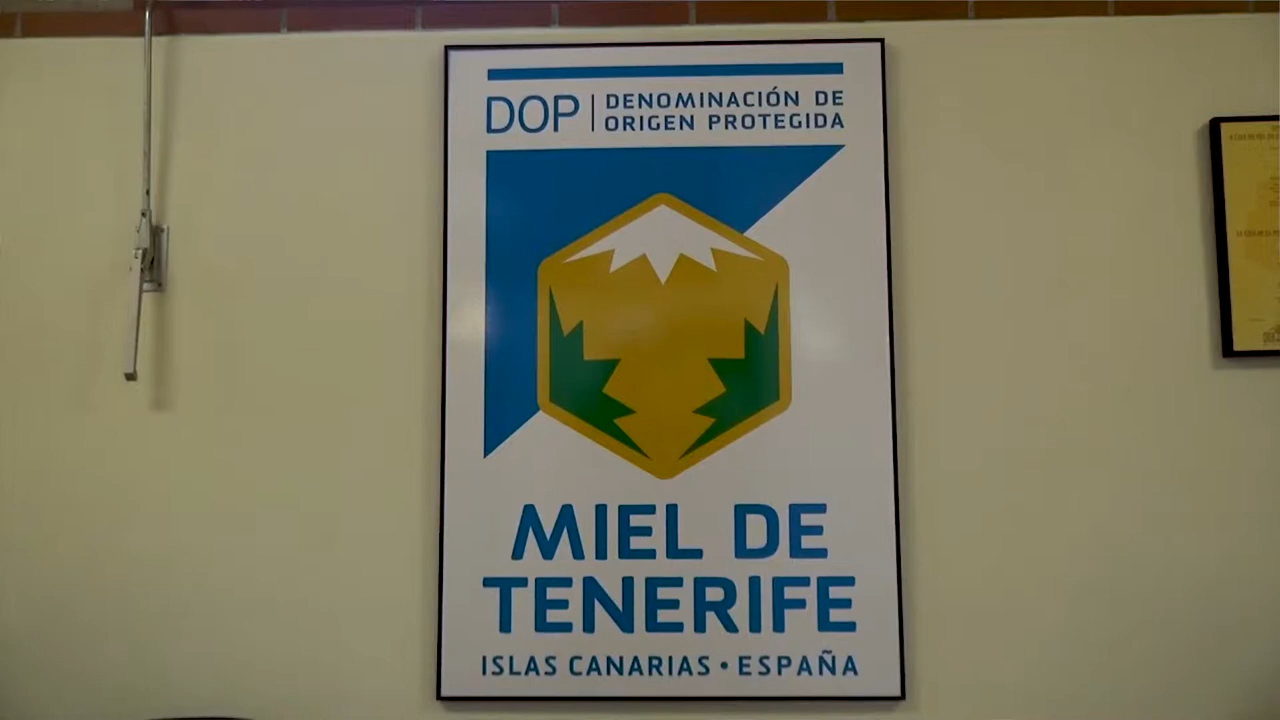 DOP
DENOMINACIÓN DE
ORIGEN PROTEGIDA
MIEL DE
TENERIFE
ISLAS CANARIAS • ESPAÑA